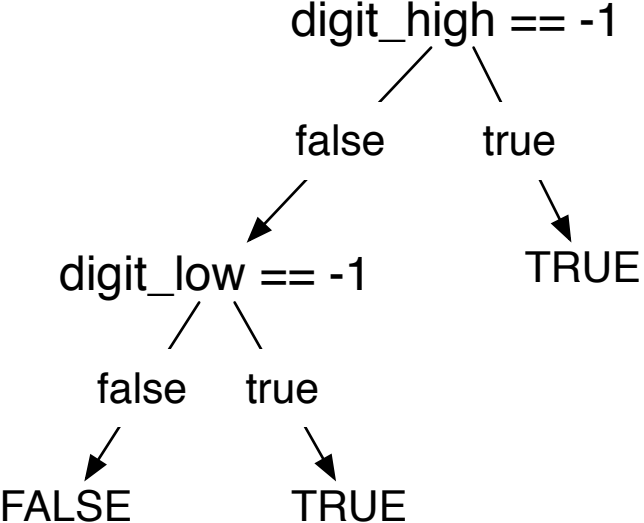 digit_high == -1
false
true
digit_low == -1
TRUE
false
true
FALSE
TRUE